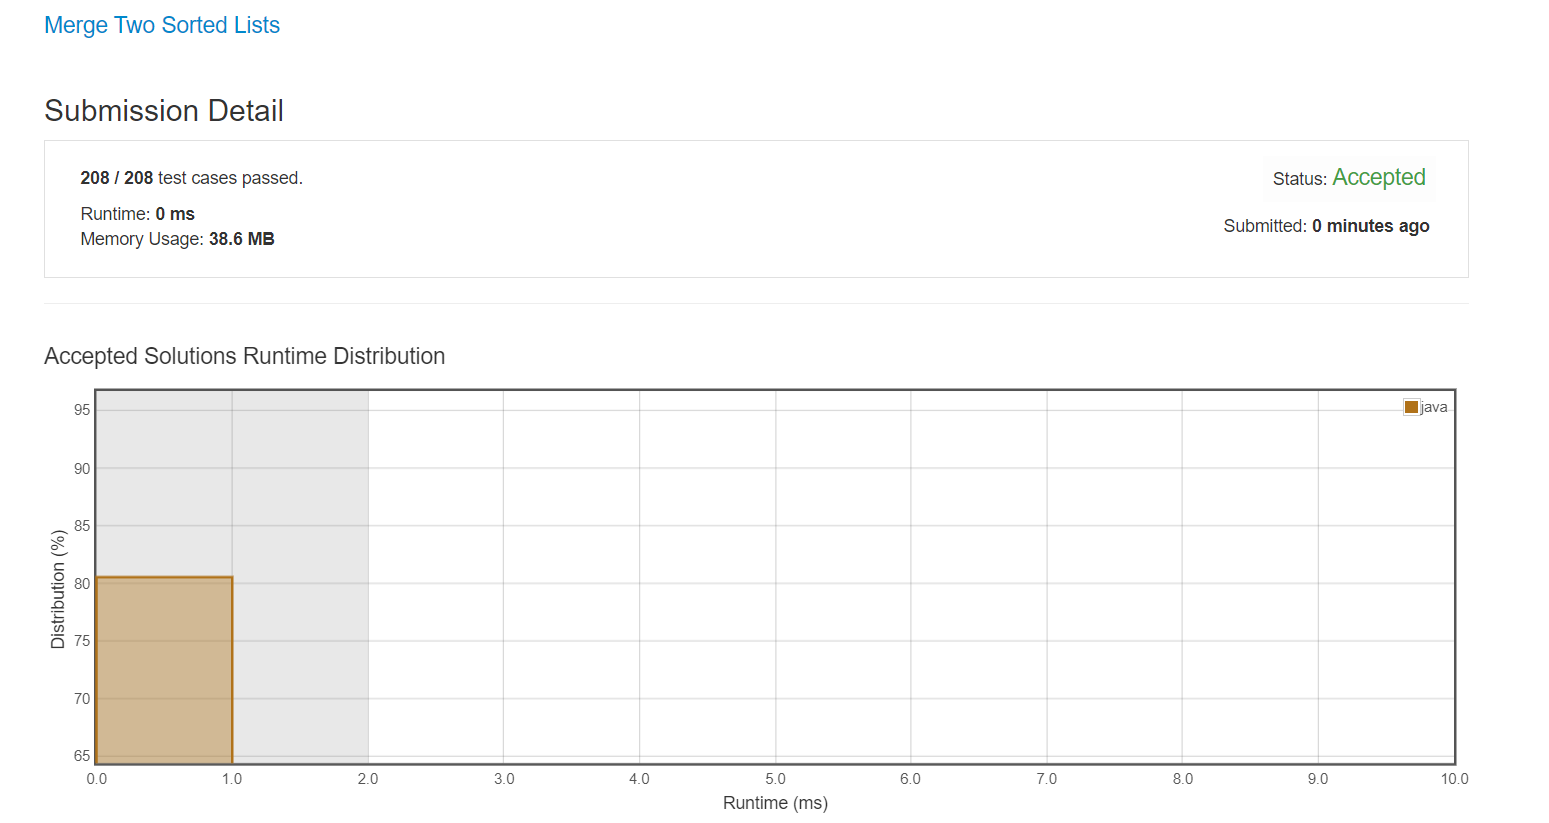 Merge Two Sorted Lists
Submission Detail
208 / 208 test cases passed.
Status: Accepted
Runtime: 0 ms
Submitted: 0 minutes ago
Memory Usage: 38.6 MB
Accepted Solutions Runtime Distribution
java
95
90
85
80
75
70
65
Distribution (%)
0.0 1.0 2.0 3.0 4.0 5.0 6.0 7.0 8.0 9.0 10.0
Runtime (ms)